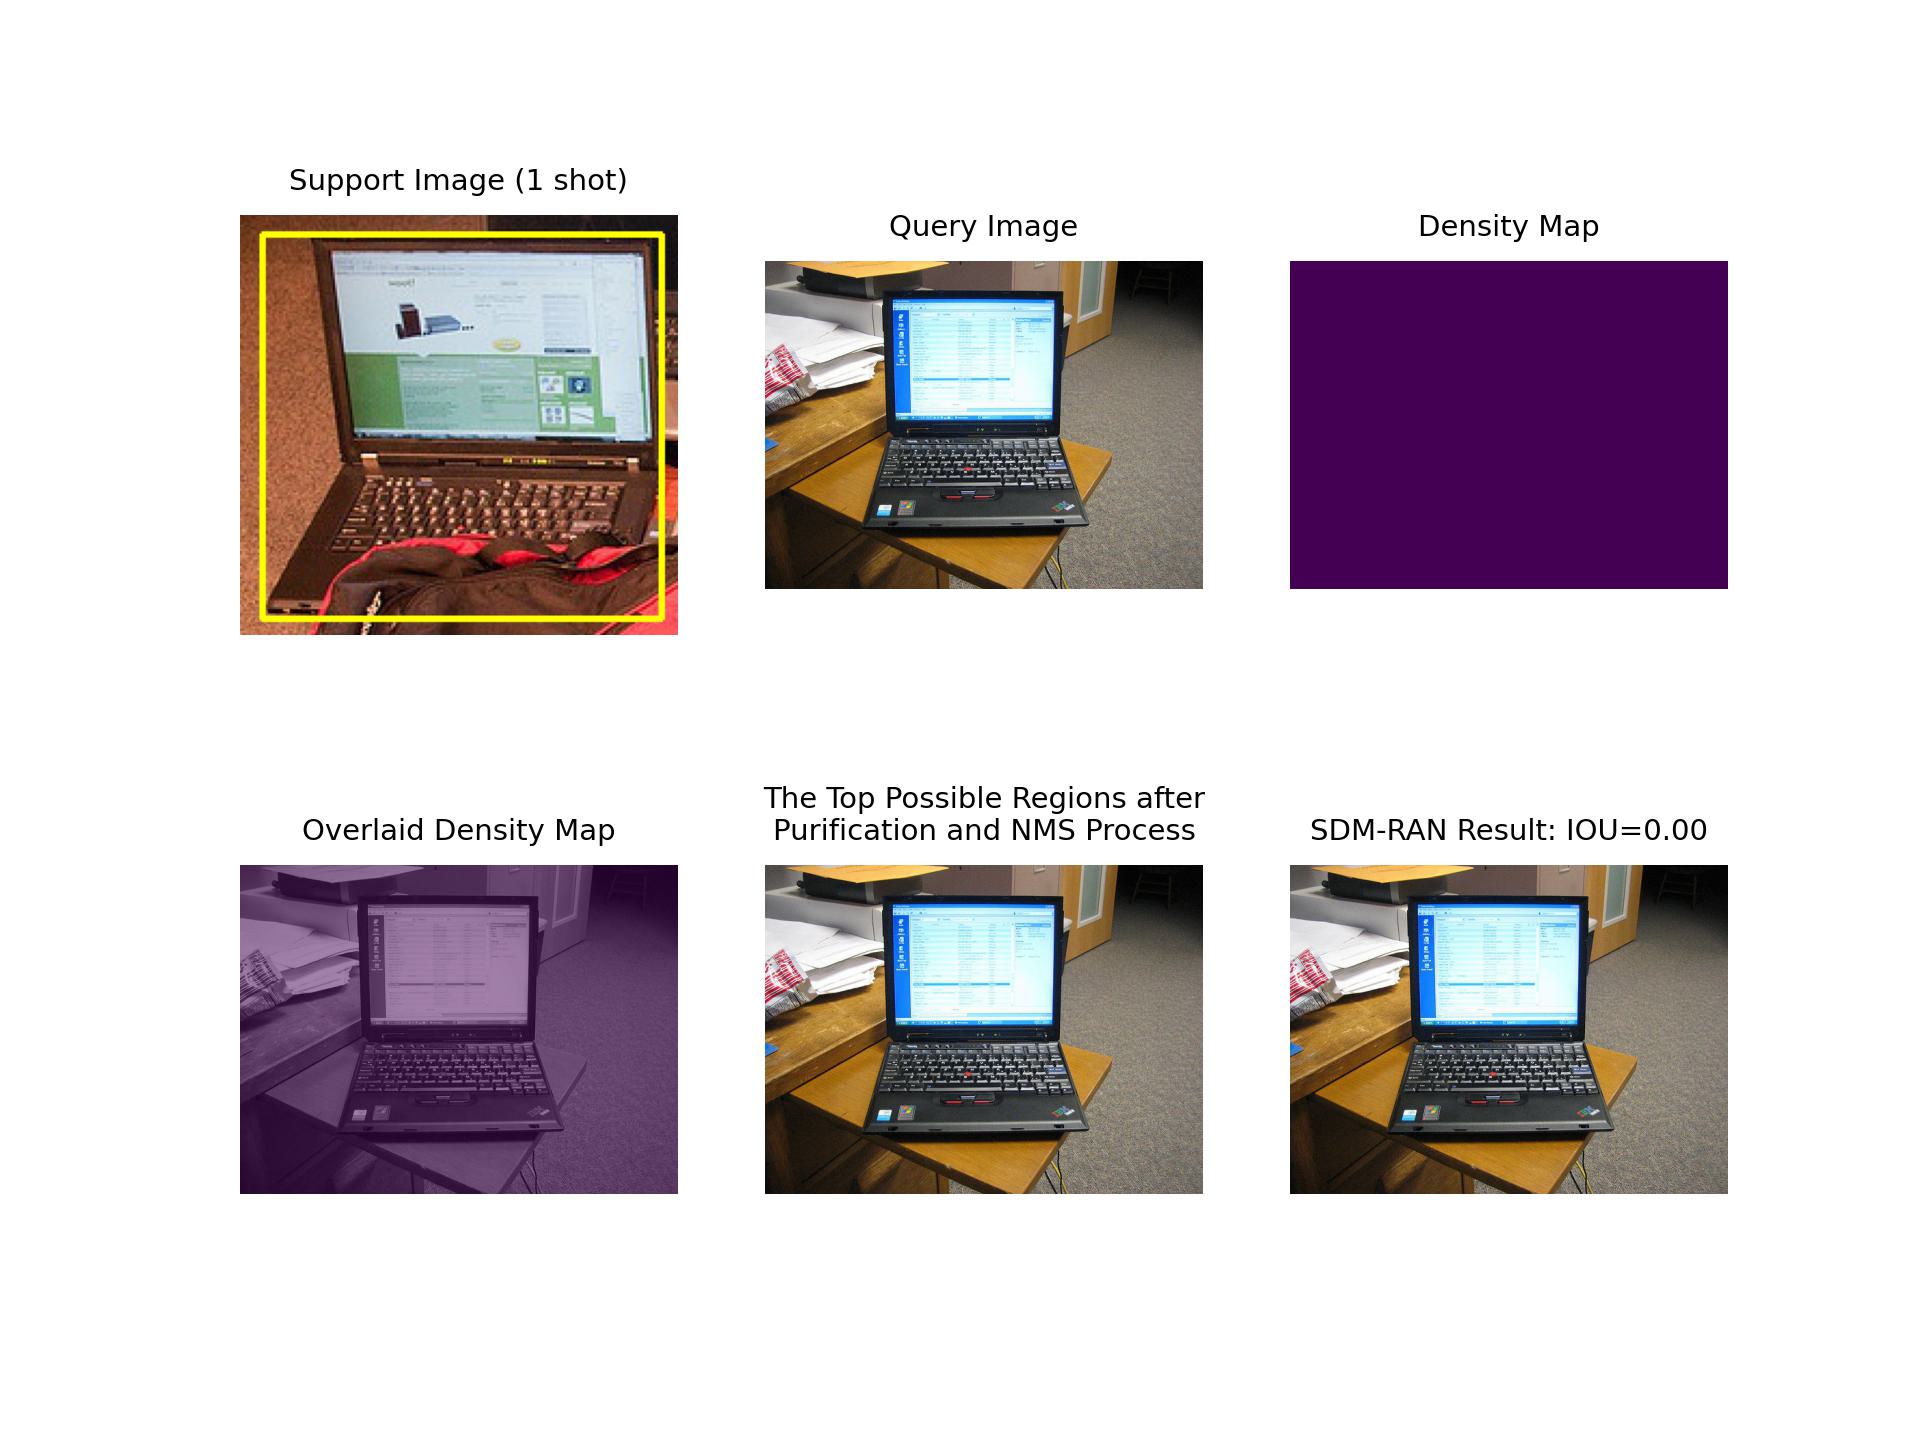 Support Image (1 shot)
Query Image
Density Map
woot!
Overlaid Density Map
The Top Possible Regions after
Purification and NMS Process
SDM-RAN Result: IOU=0.00